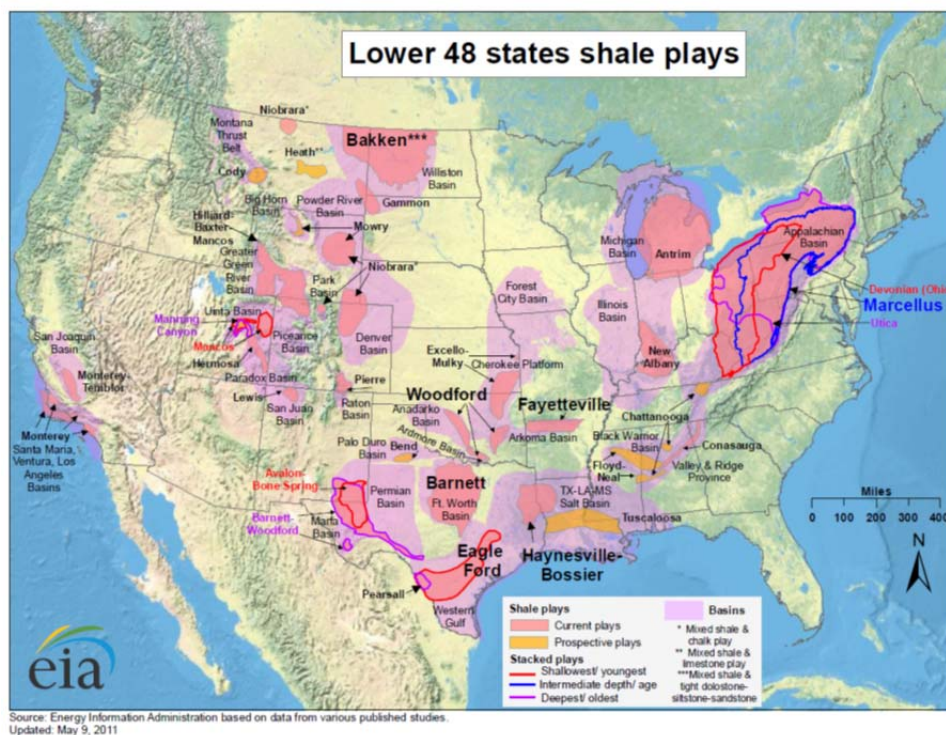 Lower 48 states shale plays
Niobrara*
Montana
Thrust
Belt
Bakken***
Heath**
Cody
Williston
Basin
Big Horn
Basin
Powder River
Basin
Gammon
Hilliard-
Baxter-
Mancos
Mowry
Greater
Green
River
Basin
Park
Basin
Niobrara*
Michigan
Basin
Antrim
Appalachian
Basin
Devonian (Ohio
Marcellus
Utica
Forest
City Basin
Illinois
Basin
Uinta Basin
Manning
Canyon
Mancos
Piceance
Basin
Denver
Basin
San Joaquin
Basin
Hermosa
Excello-
Mulky
Cherokee Platform
New
Albany
Monterey-
Temblor
Paradox Basin
Lewis
San Juan
Basin
Pierre
Raton
Basin
Woodford
Anadarko
Basin
Fayetteville
Chattanooga
Monterey
Santa Maria,
Ventura, Los
Angeles
Basins
Palo Duro
Basin
Bend
Ardmore Basin
Arkoma Basin
Black Warrior
Basin
Conasauga
Floyd-
Neal
Valley & Ridge
Province
Avalon-
Bone Spring
Permian
Basin
Barnett
Ft. Worth
Basin
TX-LA-MS
Salt Basin
Tuscaloosa
Barnett-
Woodford
Marfa
Basin
Eagle
Ford
Haynesville-
Bossier
Pearsall
Western
Gulf
Miles
0 100 200 300 400
N
Shale plays
Current plays
Prospective plays
Stacked plays
Shallowest/ youngest
Intermediate depth/ age
Deepest/ oldest
Basins
* Mixed shale &
chalk play
** Mixed shale &
limestone play
***Mixed shale &
tight dolostone-
siltstone-sandstone
eia
Source: Energy Information Administration based on data from various published studies.
Updated: May 9, 2011